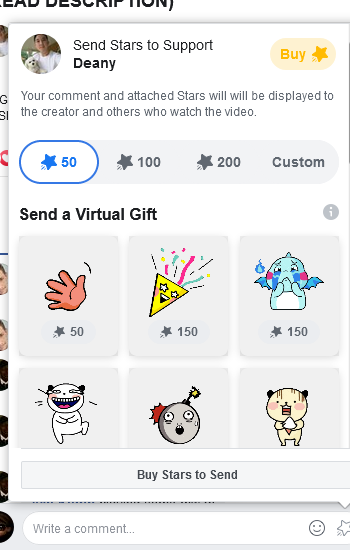 EAD DESCRIPTION)
Send Stars to Support
Deany
Buy
Your comment and attached Stars will will be displayed to
the creator and others who watch the video.
50 100 200 Custom
Send a Virtual Gift
50 150 150
Buy Stars to Send
Write a comment...